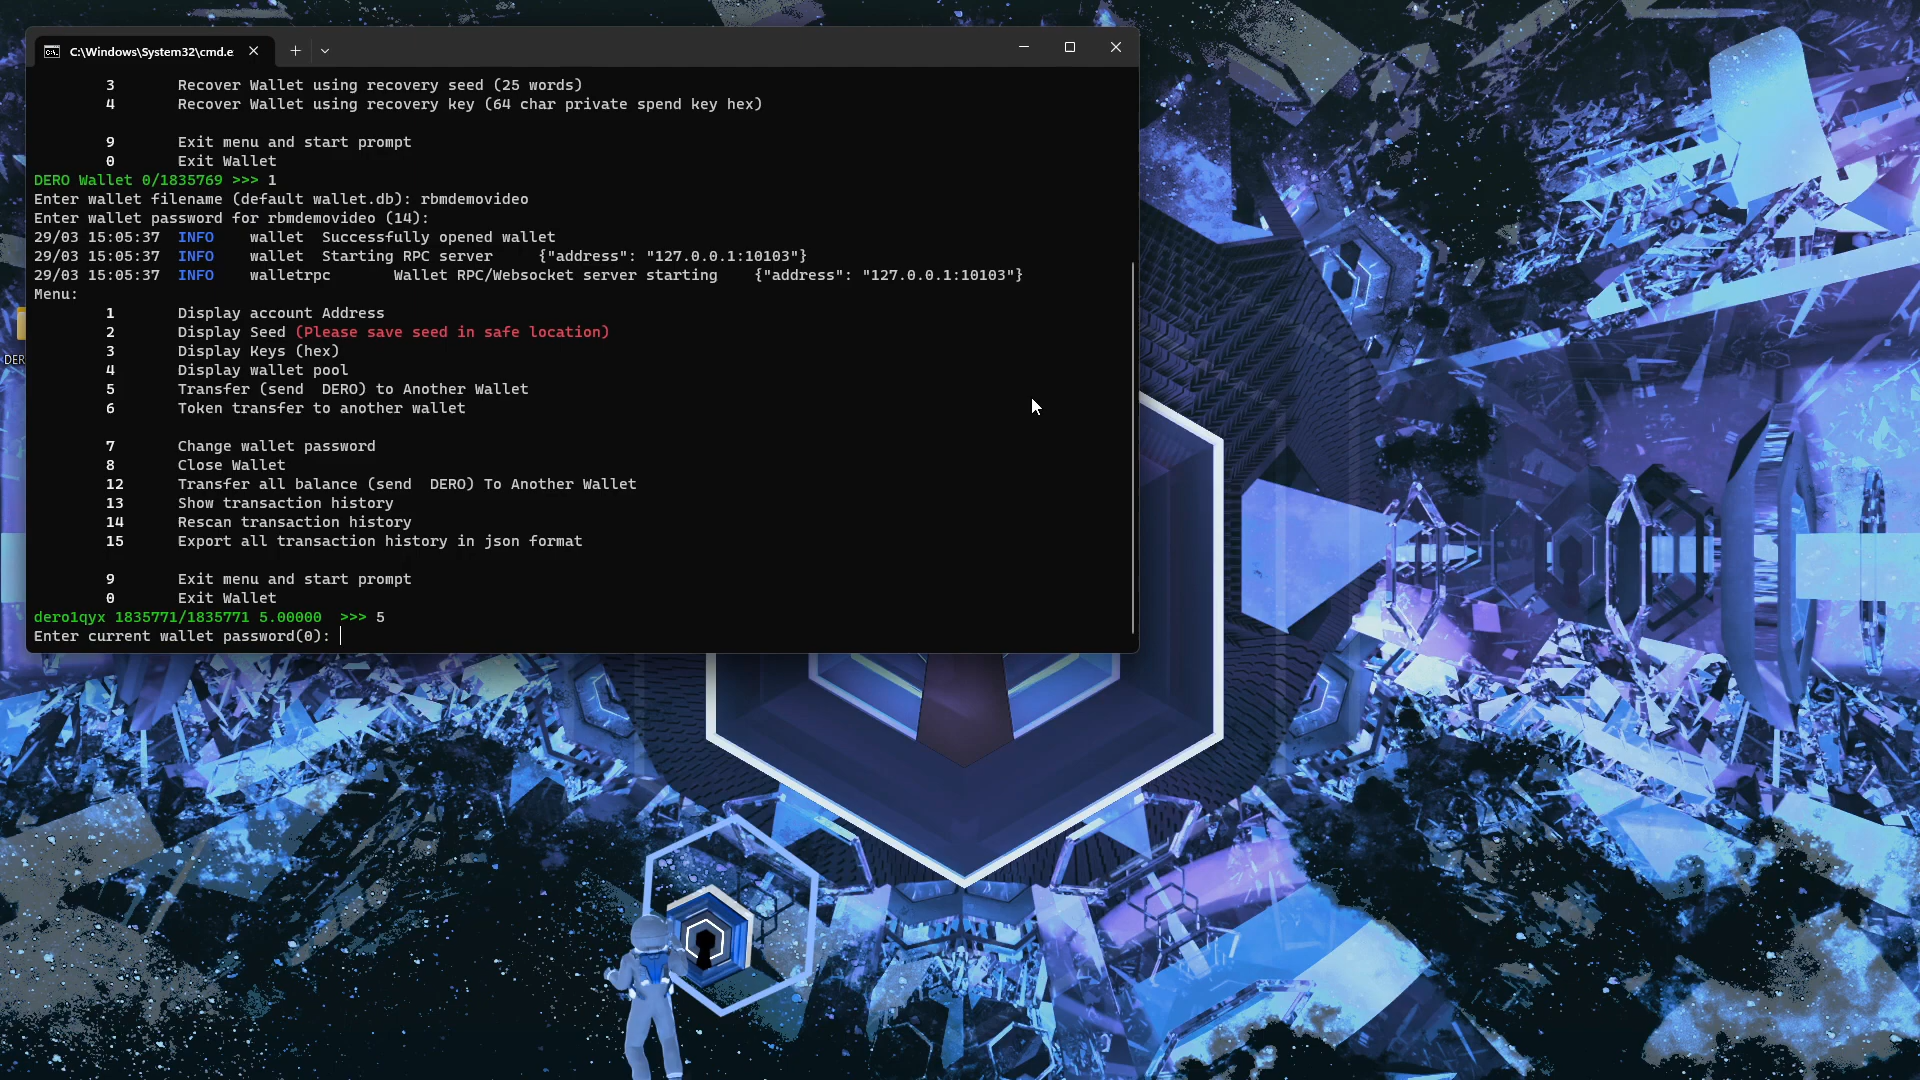 C:\Windows\System32\cmd.e
3 Recover Wallet using recovery seed (25 words)
4 Recover Wallet using recovery key (64 char private spend key hex)
9 Exit menu and start prompt
0 Exit Wallet
DERO Wallet 0/1835769 >>> 1
Enter wallet filename (default wallet.db): rbmdemovideo
Enter wallet password for rbmdemovideo (14):
29/03 15:05:37 INFO wallet Successfully opened wallet
29/03 15:05:37 INFO wallet Starting RPC server {"address": "127.0.0.1:10103"}
29/03 15:05:37 INFO walletrpc Wallet RPC/Websocket server starting {"address": "127.0.0.1:10103"}
Menu:
1 Display account Address
2 Display Seed (Please save seed in safe location)
3 Display Keys (hex)
4 Display wallet pool
5 Transfer (send DERO) to Another Wallet
6 Token transfer to another wallet
7 Change wallet password
8 Close Wallet
12 Transfer all balance (send DERO) To Another Wallet
13 Show transaction history
14 Rescan transaction history
15 Export all transaction history in json format
9 Exit menu and start prompt
0 Exit Wallet
dero1qyx 1835771/1835771 5.00000 >>> 5
Enter current wallet password(0):
DER